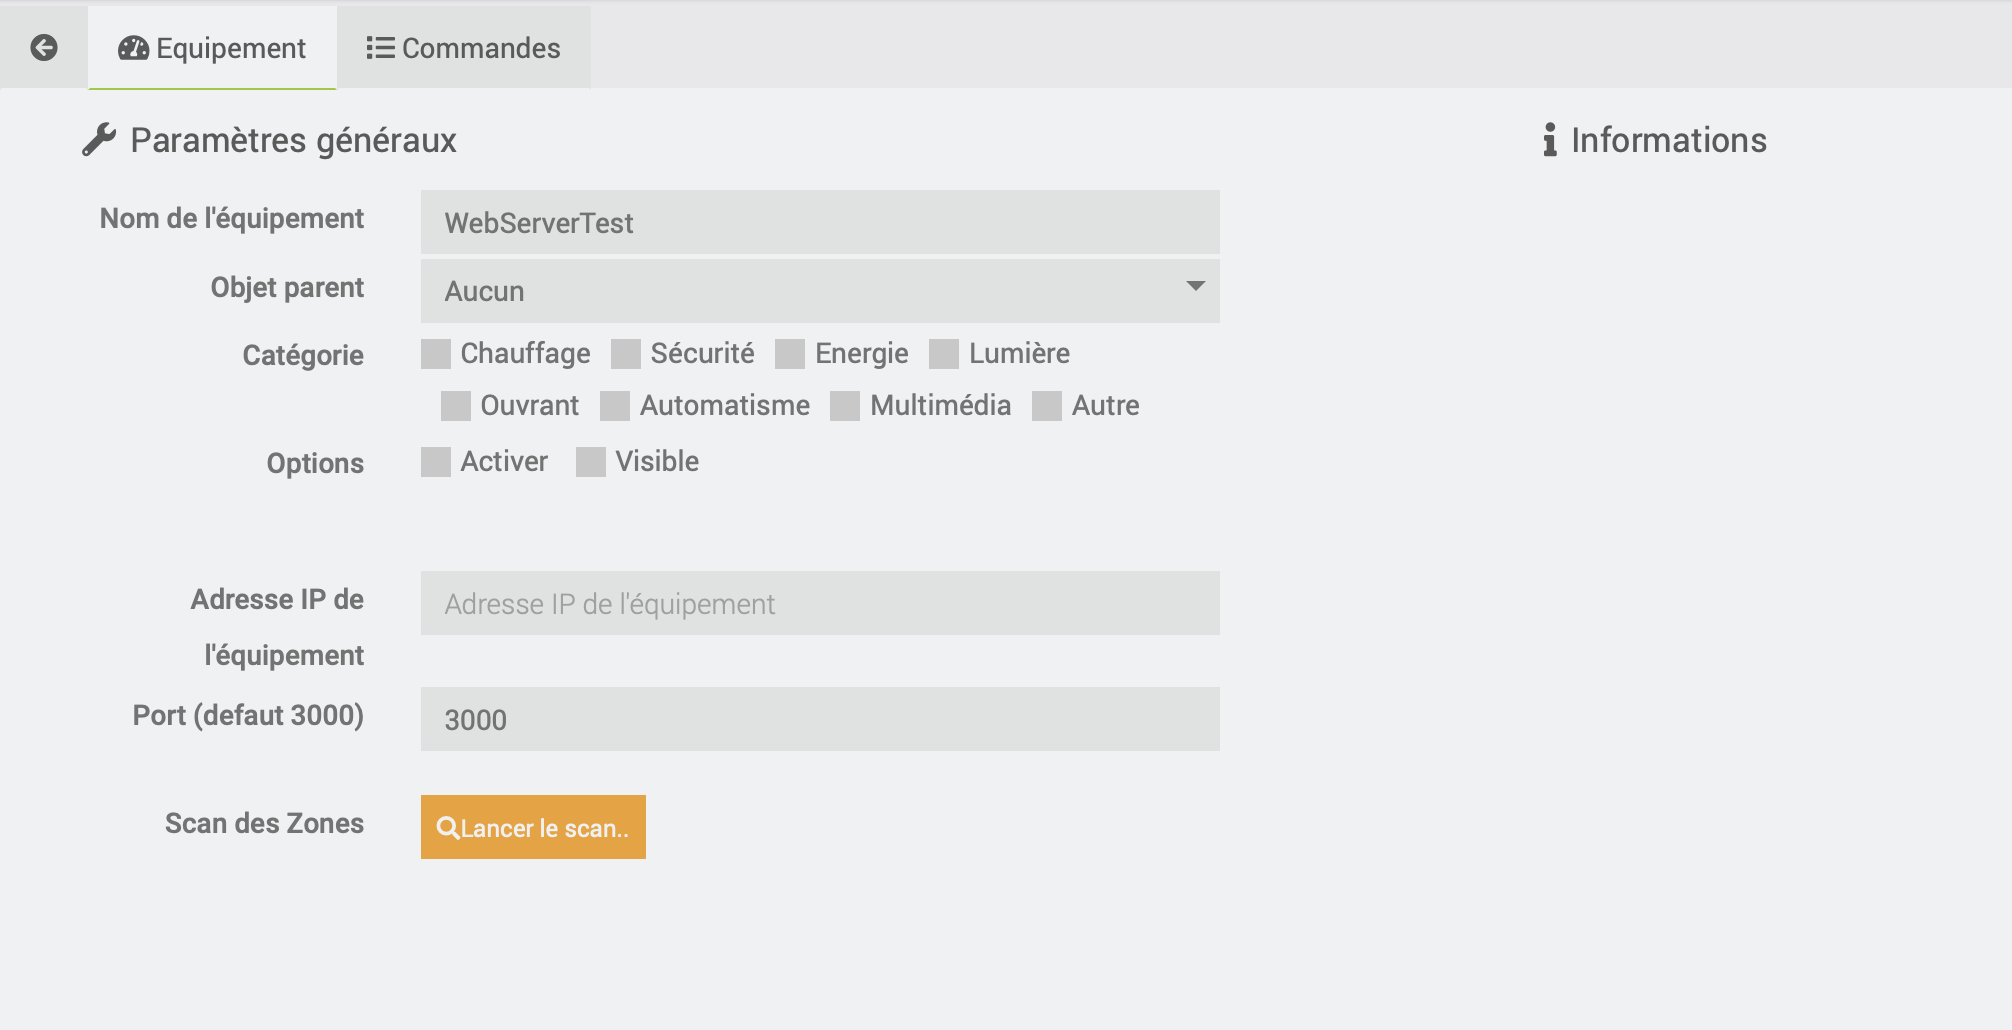 Equipement Commandes
Paramètres généraux
Informations
Nom de l'équipement WebServerTest
Objet parent Aucun
Catégorie Chauffage Sécurité Energie Lumière
Ouvrant Automatisme Multimédia Autre
Options Activer Visible
Adresse IP de Adresse IP de l'équipement
l'équipement
Port (defaut 3000) 3000
Scan des Zones Lancer le scan..